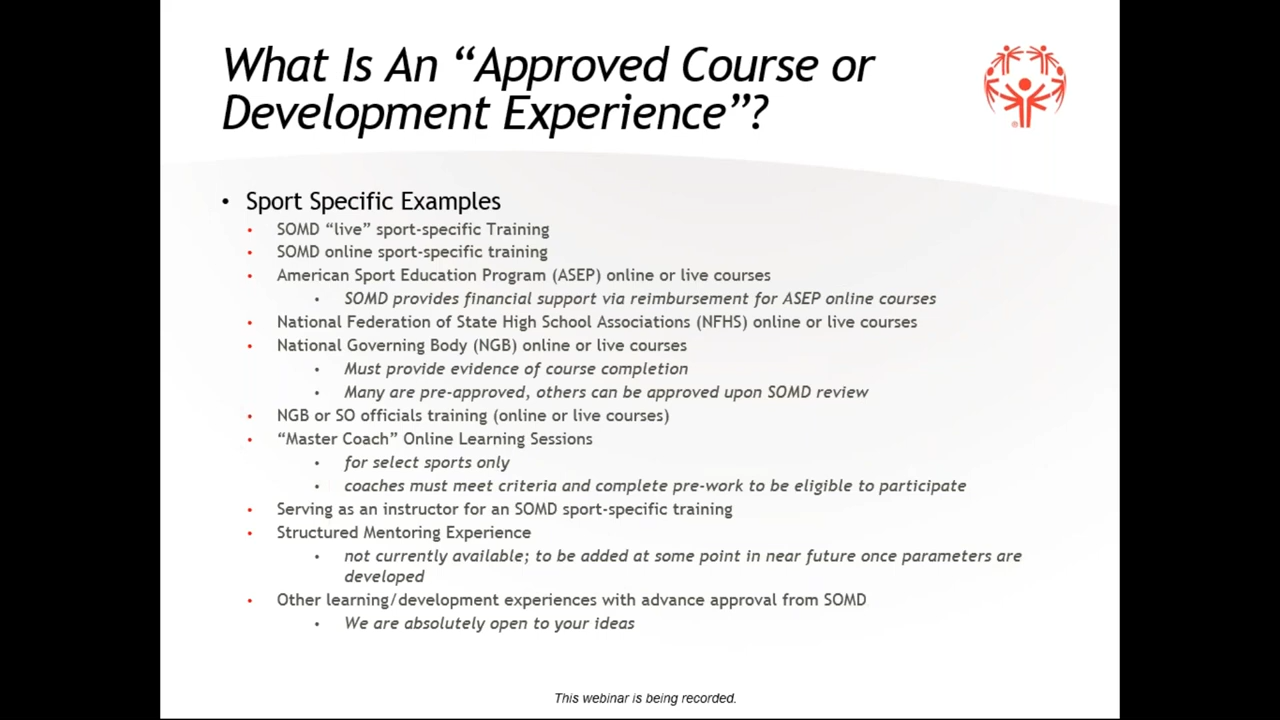 What Is An “Approved Course or
Development Experience”?
®
• Sport Specific Examples
• SOMD “live” sport-specific Training
• SOMD online sport-specific training
• American Sport Education Program (ASEP) online or live courses
• SOMD provides financial support via reimbursement for ASEP online courses
• National Federation of State High School Associations (NFHS) online or live courses
• National Governing Body (NGB) online or live courses
• Must provide evidence of course completion
• Many are pre-approved, others can be approved upon SOMD review
• NGB or SO officials training (online or live courses)
• “Master Coach” Online Learning Sessions
• for select sports only
• coaches must meet criteria and complete pre-work to be eligible to participate
• Serving as an instructor for an SOMD sport-specific training
• Structured Mentoring Experience
• not currently available; to be added at some point in near future once parameters are
developed
• Other learning/development experiences with advance approval from SOMD
• We are absolutely open to your ideas
This webinar is being recorded.